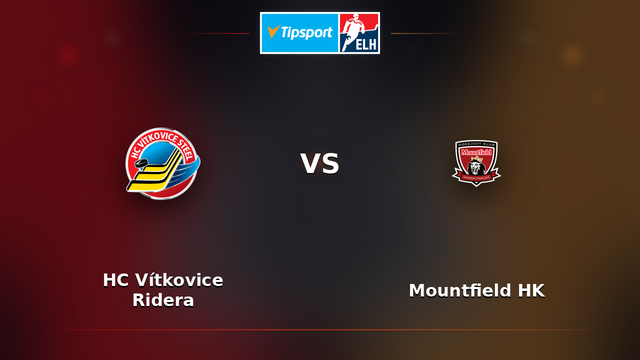 Tipsport
ELH
HC VÍTKOVICE STEEL
VS
Mountfield
HC Vítkovice
Ridera
Mountfield HK